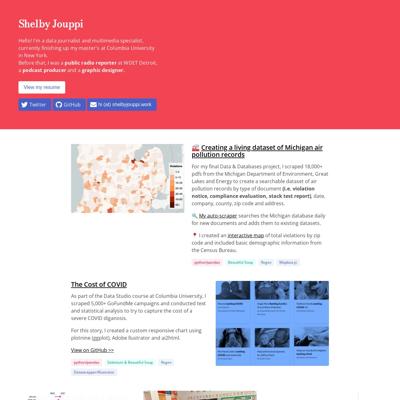 Shelby Jouppi
Hello! I'm a data journalist and multimedia specialist,
currently finishing up my master's at Columbia University
in New York.
Before that, I was a public radio reporter at WDET Detroit,
a podcast producer and a graphic designer.
View my resume
Twitter
GitHub
hi (at) shelbyjouppi.work
Creating a living dataset of Michigan air
pollution records
For my final Data & Databases project, I scraped 18,000+
pdfs from the Michigan Department of Environment, Great
Lakes and Energy to create a searchable dataset of air
pollution records by type of document (i.e. violation
notice, compliance evaluation, stack test report), date,
company, county, zip code and address.
My auto-scraper searches the Michigan database daily
for new documents and adds them to existing datasets.
I created an interactive map of total violations by zip
code and included basic demographic information from
the Census Bureau.
python/pandas
Beautiful Soup
Regex
Mapbox-js
The Cost of COVID
As part of the Data Studio course at Columbia University, I
scraped 5,000+ GoFundMe campaigns and conducted text
and statistical analysis to try to capture the cost of a
severe COVID diganosis.
For this story, I created a custom responsive chart using
plotnine (ggplot), Adobe Ilustrator and ai2html.
View on GitHub >>
python/pandas
Selenium & Beautiful Soup
Regex
Datawrapper/Illustrator